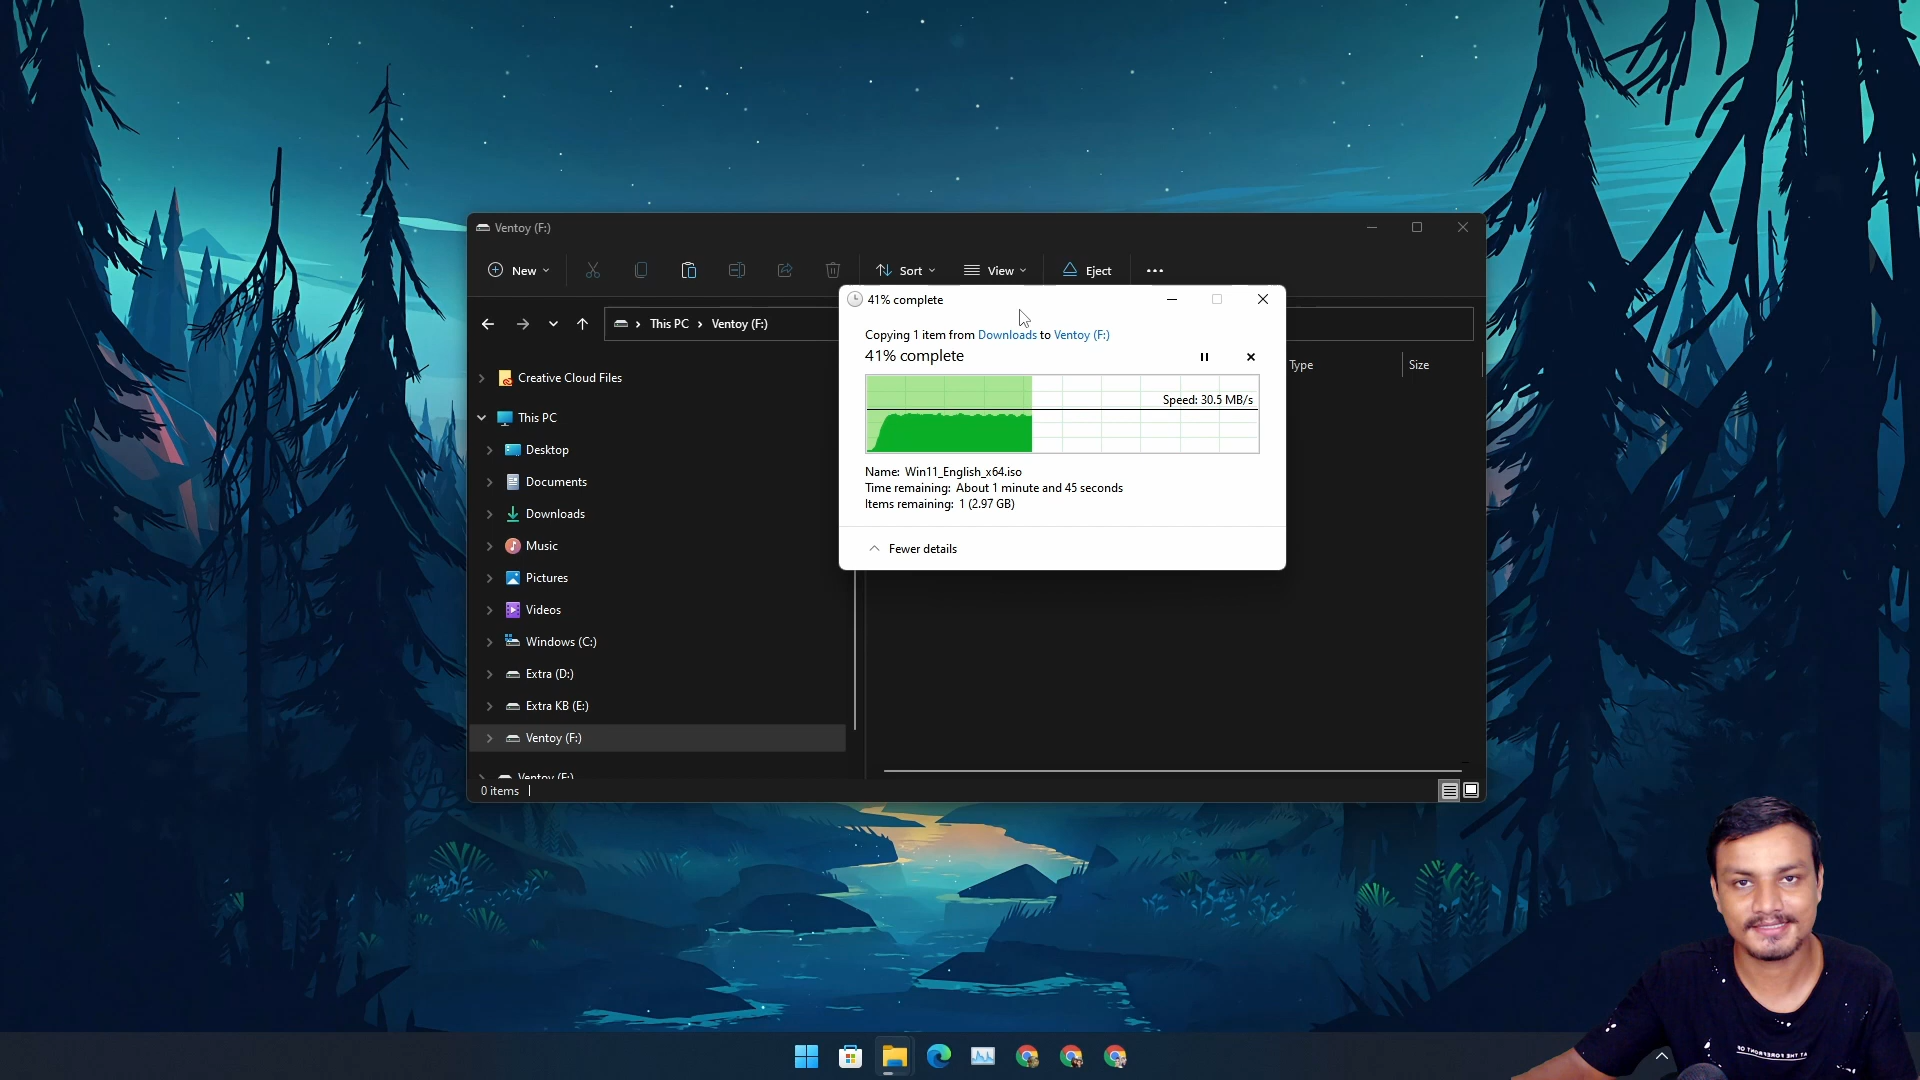 Ventoy (F:)
New
Sort
View
Eject
This PC
Ventoy (F:)
Type
Size
Creative Cloud Files
This PC
Desktop
Documents
Downloads
Music
Pictures
Videos
Windows (C:)
Extra (D:)
Extra KB (E:)
Ventoy (F:)
Ventoy (F:)
0 items
41% complete
Copying 1 item from Downloads to Ventoy (F:)
41% complete
Speed: 30.5 MB/s
Name: Win11_English_x64.iso
Time remaining: About 1 minute and 45 seconds
Items remaining: 1 (2.97 GB)
Fewer details